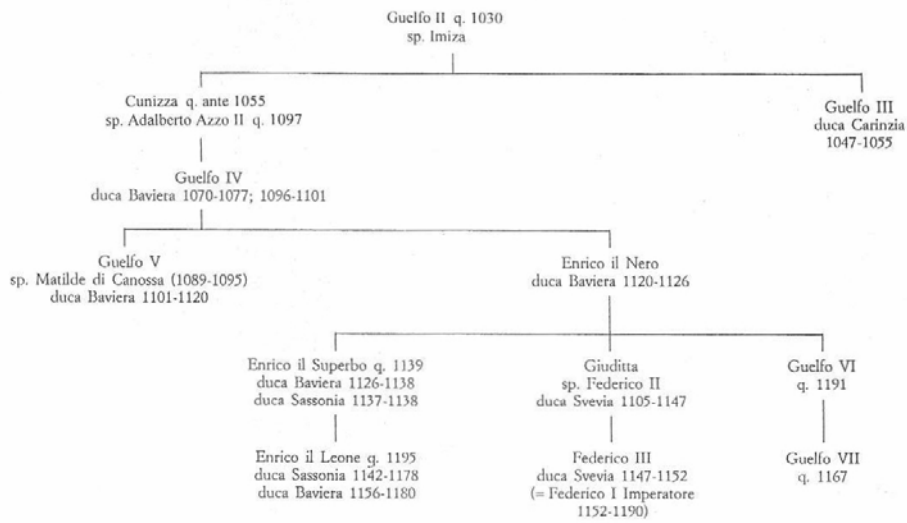 Guelfo II q. 1030
sp. Imiza
Cunizza q. ante 1055
sp. Adalberto Azzo II q. 1097
Guelfo III
duca Carinzia
1047-1055
Guelfo IV
duca Baviera 1070-1077; 1096-1101
Guelfo V
sp. Matilde di Canossa (1089-1095)
duca Baviera 1101-1120
Enrico il Nero
duca Baviera 1120-1126
Enrico il Superbo q. 1139
duca Baviera 1126-1138
duca Sassonia 1137-1138
Giuditta
sp. Federico II
duca Svevia 1105-1147
Guelfo VI
q. 1191
Enrico il Leone q. 1195
duca Sassonia 1142-1178
duca Baviera 1156-1180
Federico III
duca Svevia 1147-1152
(= Federico I Imperatore
1152-1190)
Guelfo VII
q. 1167